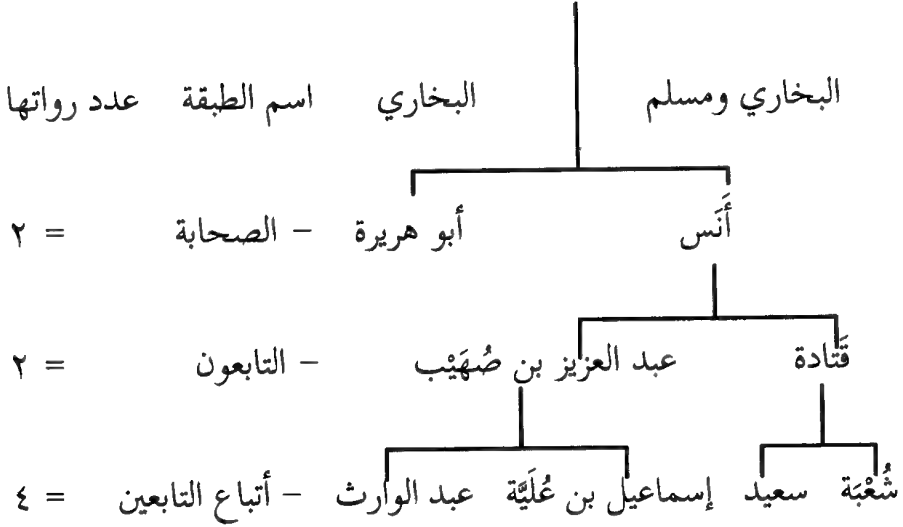 البخاري ومسلم البخاري اسم الطبقة عدد رواتها
أَنَس أبو هريرة - الصحابة = ٢
قَتادة عبد العزيز بن صُهَيْب - التابعون = ٢
شُعْبَة سعيد إسماعيل بن عُلَيَّة عبد الوارث - أتباع التابعين = ٤